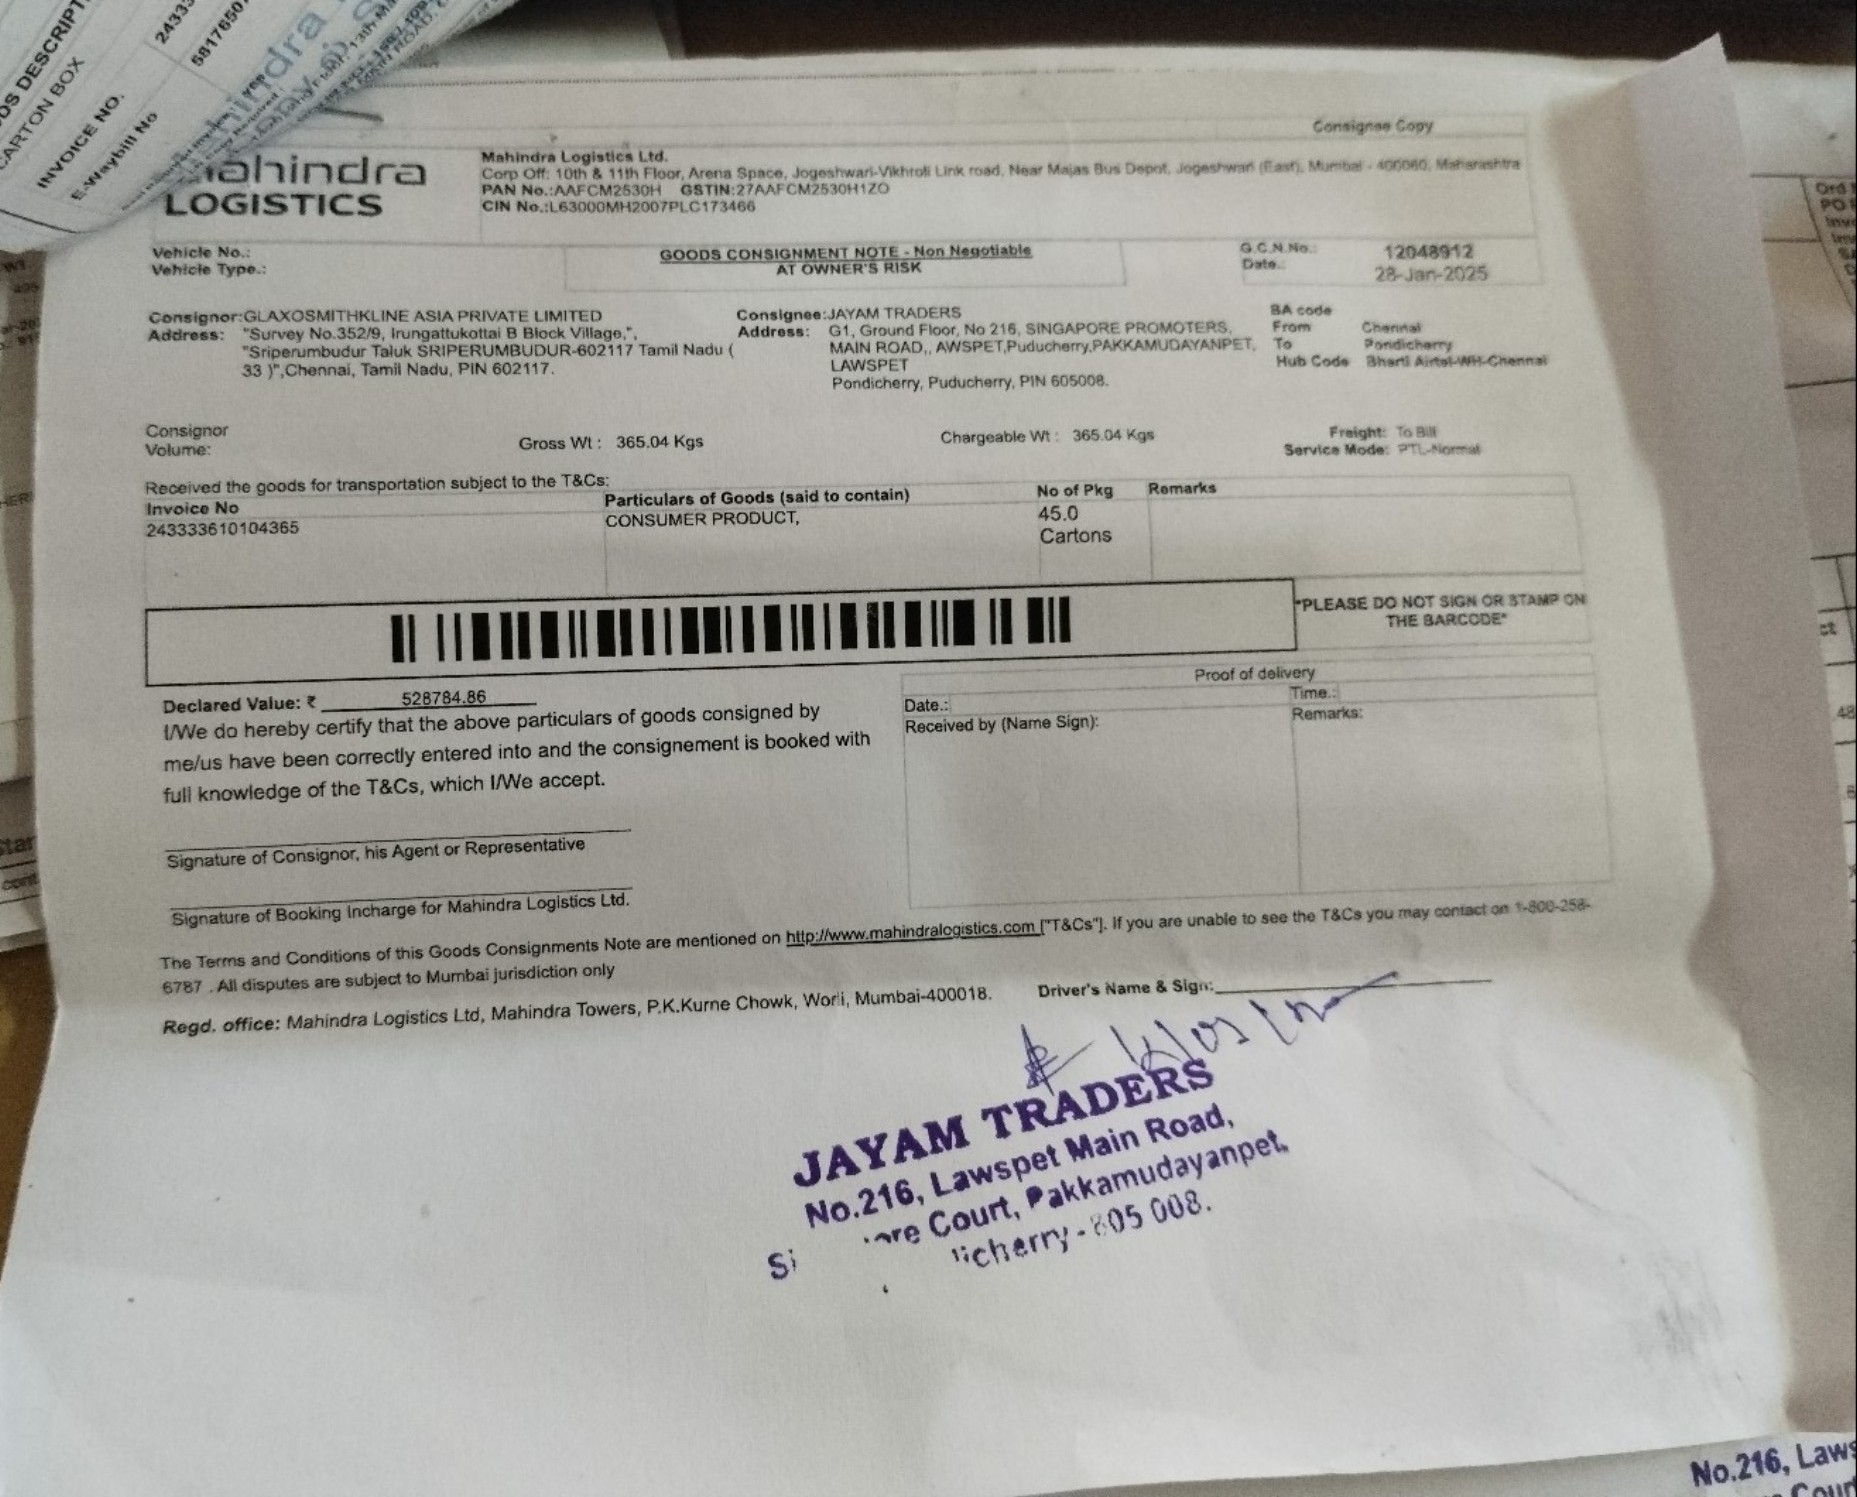 Consignee Copy
mahindra
LOGISTICS
Mahindra Logistics Ltd.
Corp Off: 10th & 11th Floor, Arena Space, Jogeshwari-Vikhroli Link road, Near Majas Bus Depot, Jogeshwari (East), Mumbai - 400060, Maharashtra
PAN No.:AAFCM2530H GSTIN:27AAFCM2530H1ZO
CIN No.:L63000MH2007PLC173466
Vehicle No.:
Vehicle Type.:
GOODS CONSIGNMENT NOTE - Non Negotiable
AT OWNER'S RISK
G.C.N.No.: 12048912
Date.: 28-Jan-2025
Consignor:GLAXOSMITHKLINE ASIA PRIVATE LIMITED
Address: "Survey No.352/9, Irungattukottai B Block Village,",
"Sriperumbudur Taluk SRIPERUMBUDUR-602117 Tamil Nadu (
33 )",Chennai, Tamil Nadu, PIN 602117.
Consignee:JAYAM TRADERS
Address: G1, Ground Floor, No 216, SINGAPORE PROMOTERS,
MAIN ROAD,, AWSPET,Puducherry,PAKKAMUDAYANPET,
LAWSPET
Pondicherry, Puducherry, PIN 605008.
BA code
From Chennai
To Pondicherry
Hub Code Bharti Airtel-WH-Chennai
Consignor
Volume:
Gross Wt : 365.04 Kgs
Chargeable Wt : 365.04 Kgs
Freight: To Bill
Service Mode: PTL-Normal
Received the goods for transportation subject to the T&Cs:
Invoice No Particulars of Goods (said to contain) No of Pkg Remarks
243333610104365 CONSUMER PRODUCT, 45.0
Cartons
"PLEASE DO NOT SIGN OR STAMP ON
THE BARCODE"
Declared Value: ₹ 528784.86
I/We do hereby certify that the above particulars of goods consigned by
me/us have been correctly entered into and the consignement is booked with
full knowledge of the T&Cs, which I/We accept.
Proof of delivery
Date.: Time.:
Received by (Name Sign): Remarks:
Signature of Consignor, his Agent or Representative
Signature of Booking Incharge for Mahindra Logistics Ltd.
The Terms and Conditions of this Goods Consignments Note are mentioned on http://www.mahindralogistics.com ["T&Cs"]. If you are unable to see the T&Cs you may contact on 1-800-258-
6787 . All disputes are subject to Mumbai jurisdiction only
Regd. office: Mahindra Logistics Ltd, Mahindra Towers, P.K.Kurne Chowk, Worli, Mumbai-400018.
Driver's Name & Sign:
JAYAM TRADERS
No.216, Lawspet Main Road,
Court, Pakkamudayanpet,
008.
CARTON BOX
INVOICE NO.
E-Waybill No
No.216,